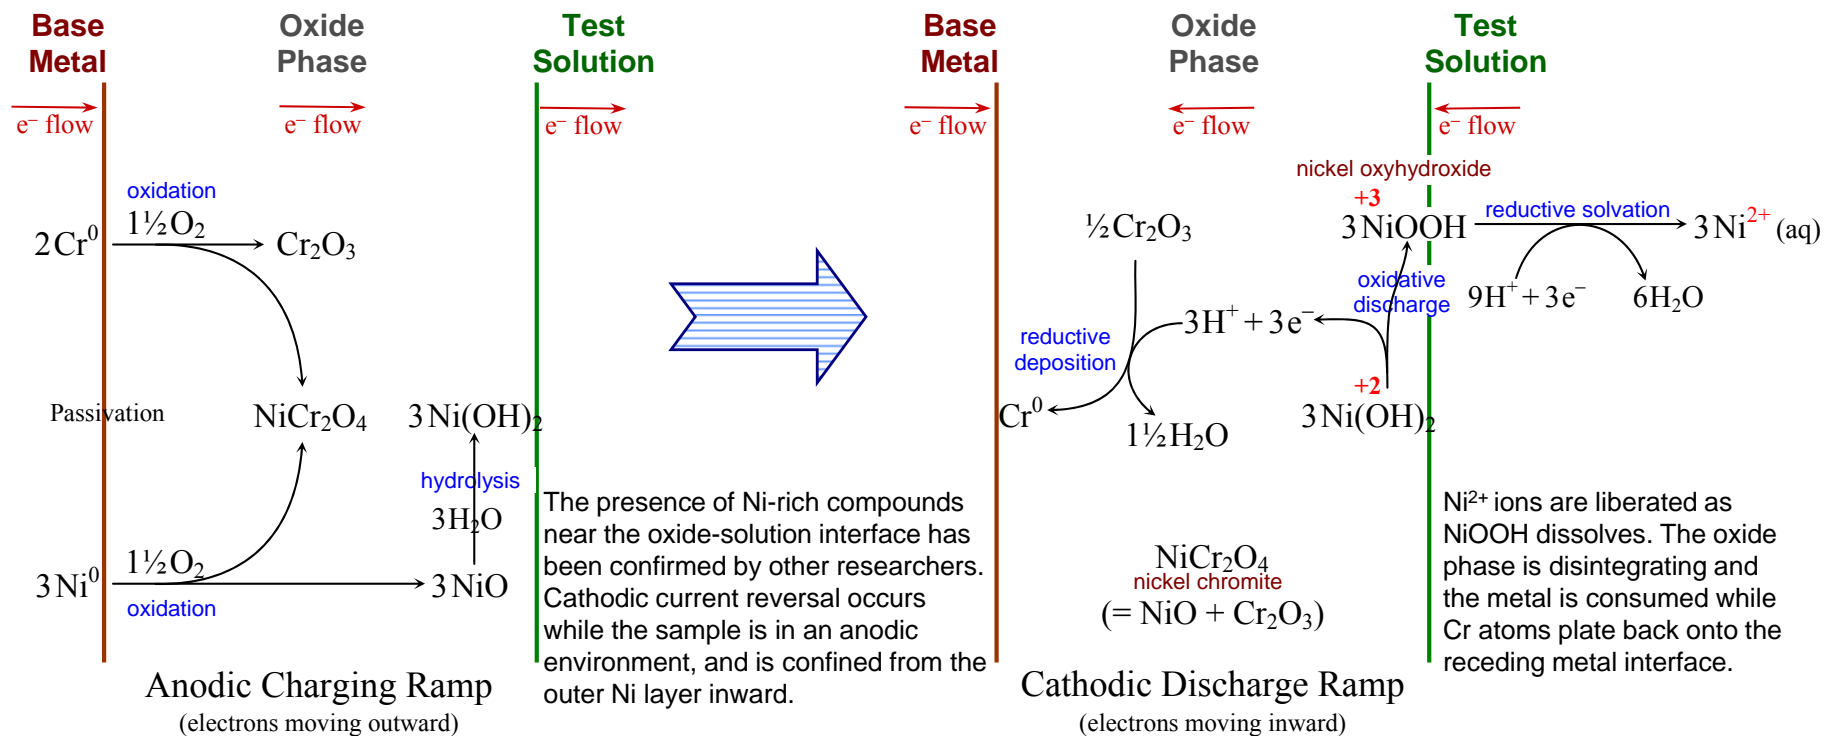 Base
Metal
Oxide
Phase
Test
Solution
e⁻ flow
e⁻ flow
e⁻ flow
oxidation
1½O₂
2Cr⁰
Cr₂O₃
Passivation
NiCr₂O₄
3Ni(OH)₂
hydrolysis
3H₂O
1½O₂
3Ni⁰
3NiO
oxidation
The presence of Ni-rich compounds
near the oxide-solution interface has
been confirmed by other researchers.
Cathodic current reversal occurs
while the sample is in an anodic
environment, and is confined from the
outer Ni layer inward.
Anodic Charging Ramp
(electrons moving outward)
Base
Metal
Oxide
Phase
Test
Solution
e⁻ flow
e⁻ flow
e⁻ flow
nickel oxyhydroxide
+3
½Cr₂O₃
3NiOOH
reductive solvation
3Ni²⁺ (aq)
oxidative
discharge
9H⁺ + 3e⁻
6H₂O
3H⁺ + 3e⁻
reductive
deposition
+2
Cr⁰
1½H₂O
3Ni(OH)₂
NiCr₂O₄
nickel chromite
(= NiO + Cr₂O₃)
Ni²⁺ ions are liberated as
NiOOH dissolves. The oxide
phase is disintegrating and
the metal is consumed while
Cr atoms plate back onto the
receding metal interface.
Cathodic Discharge Ramp
(electrons moving inward)